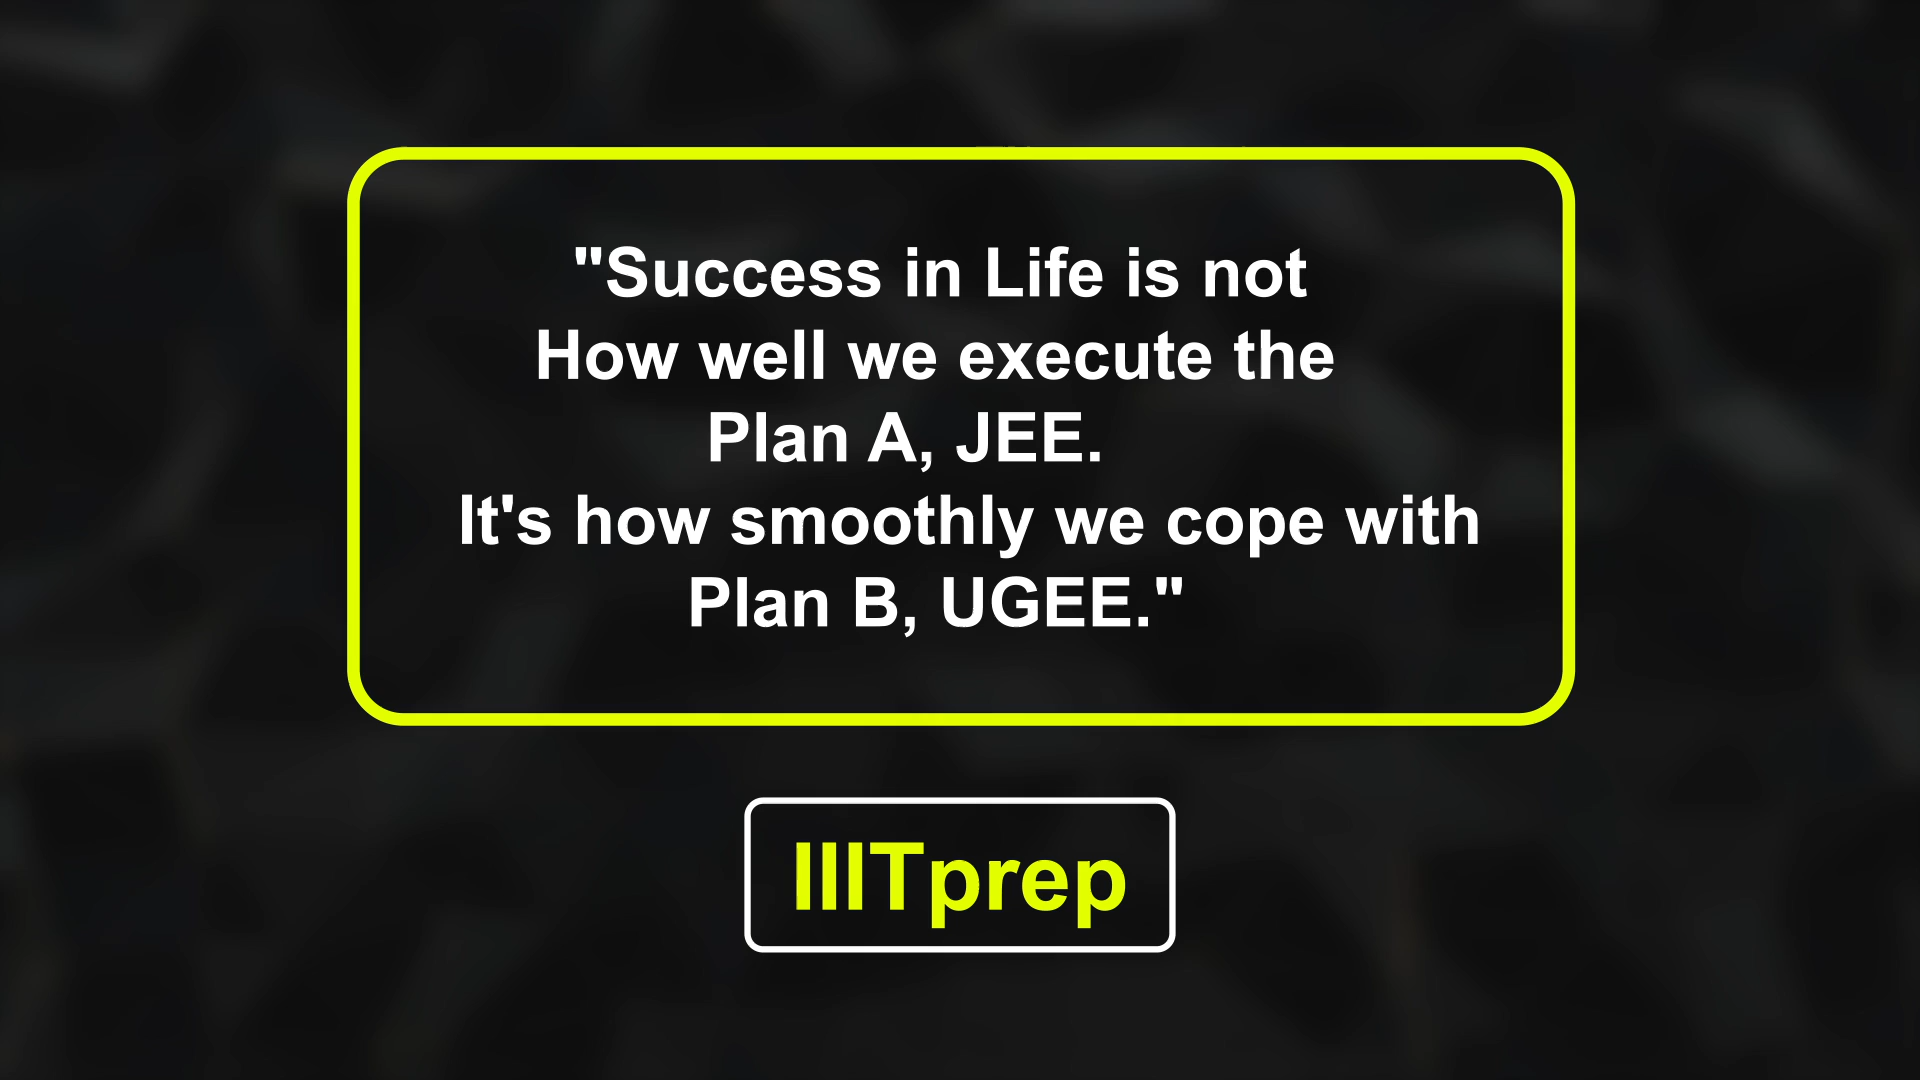 "Success in Life is not
How well we execute the
Plan A, JEE.
It's how smoothly we cope with
Plan B, UGEE."
IIITprep